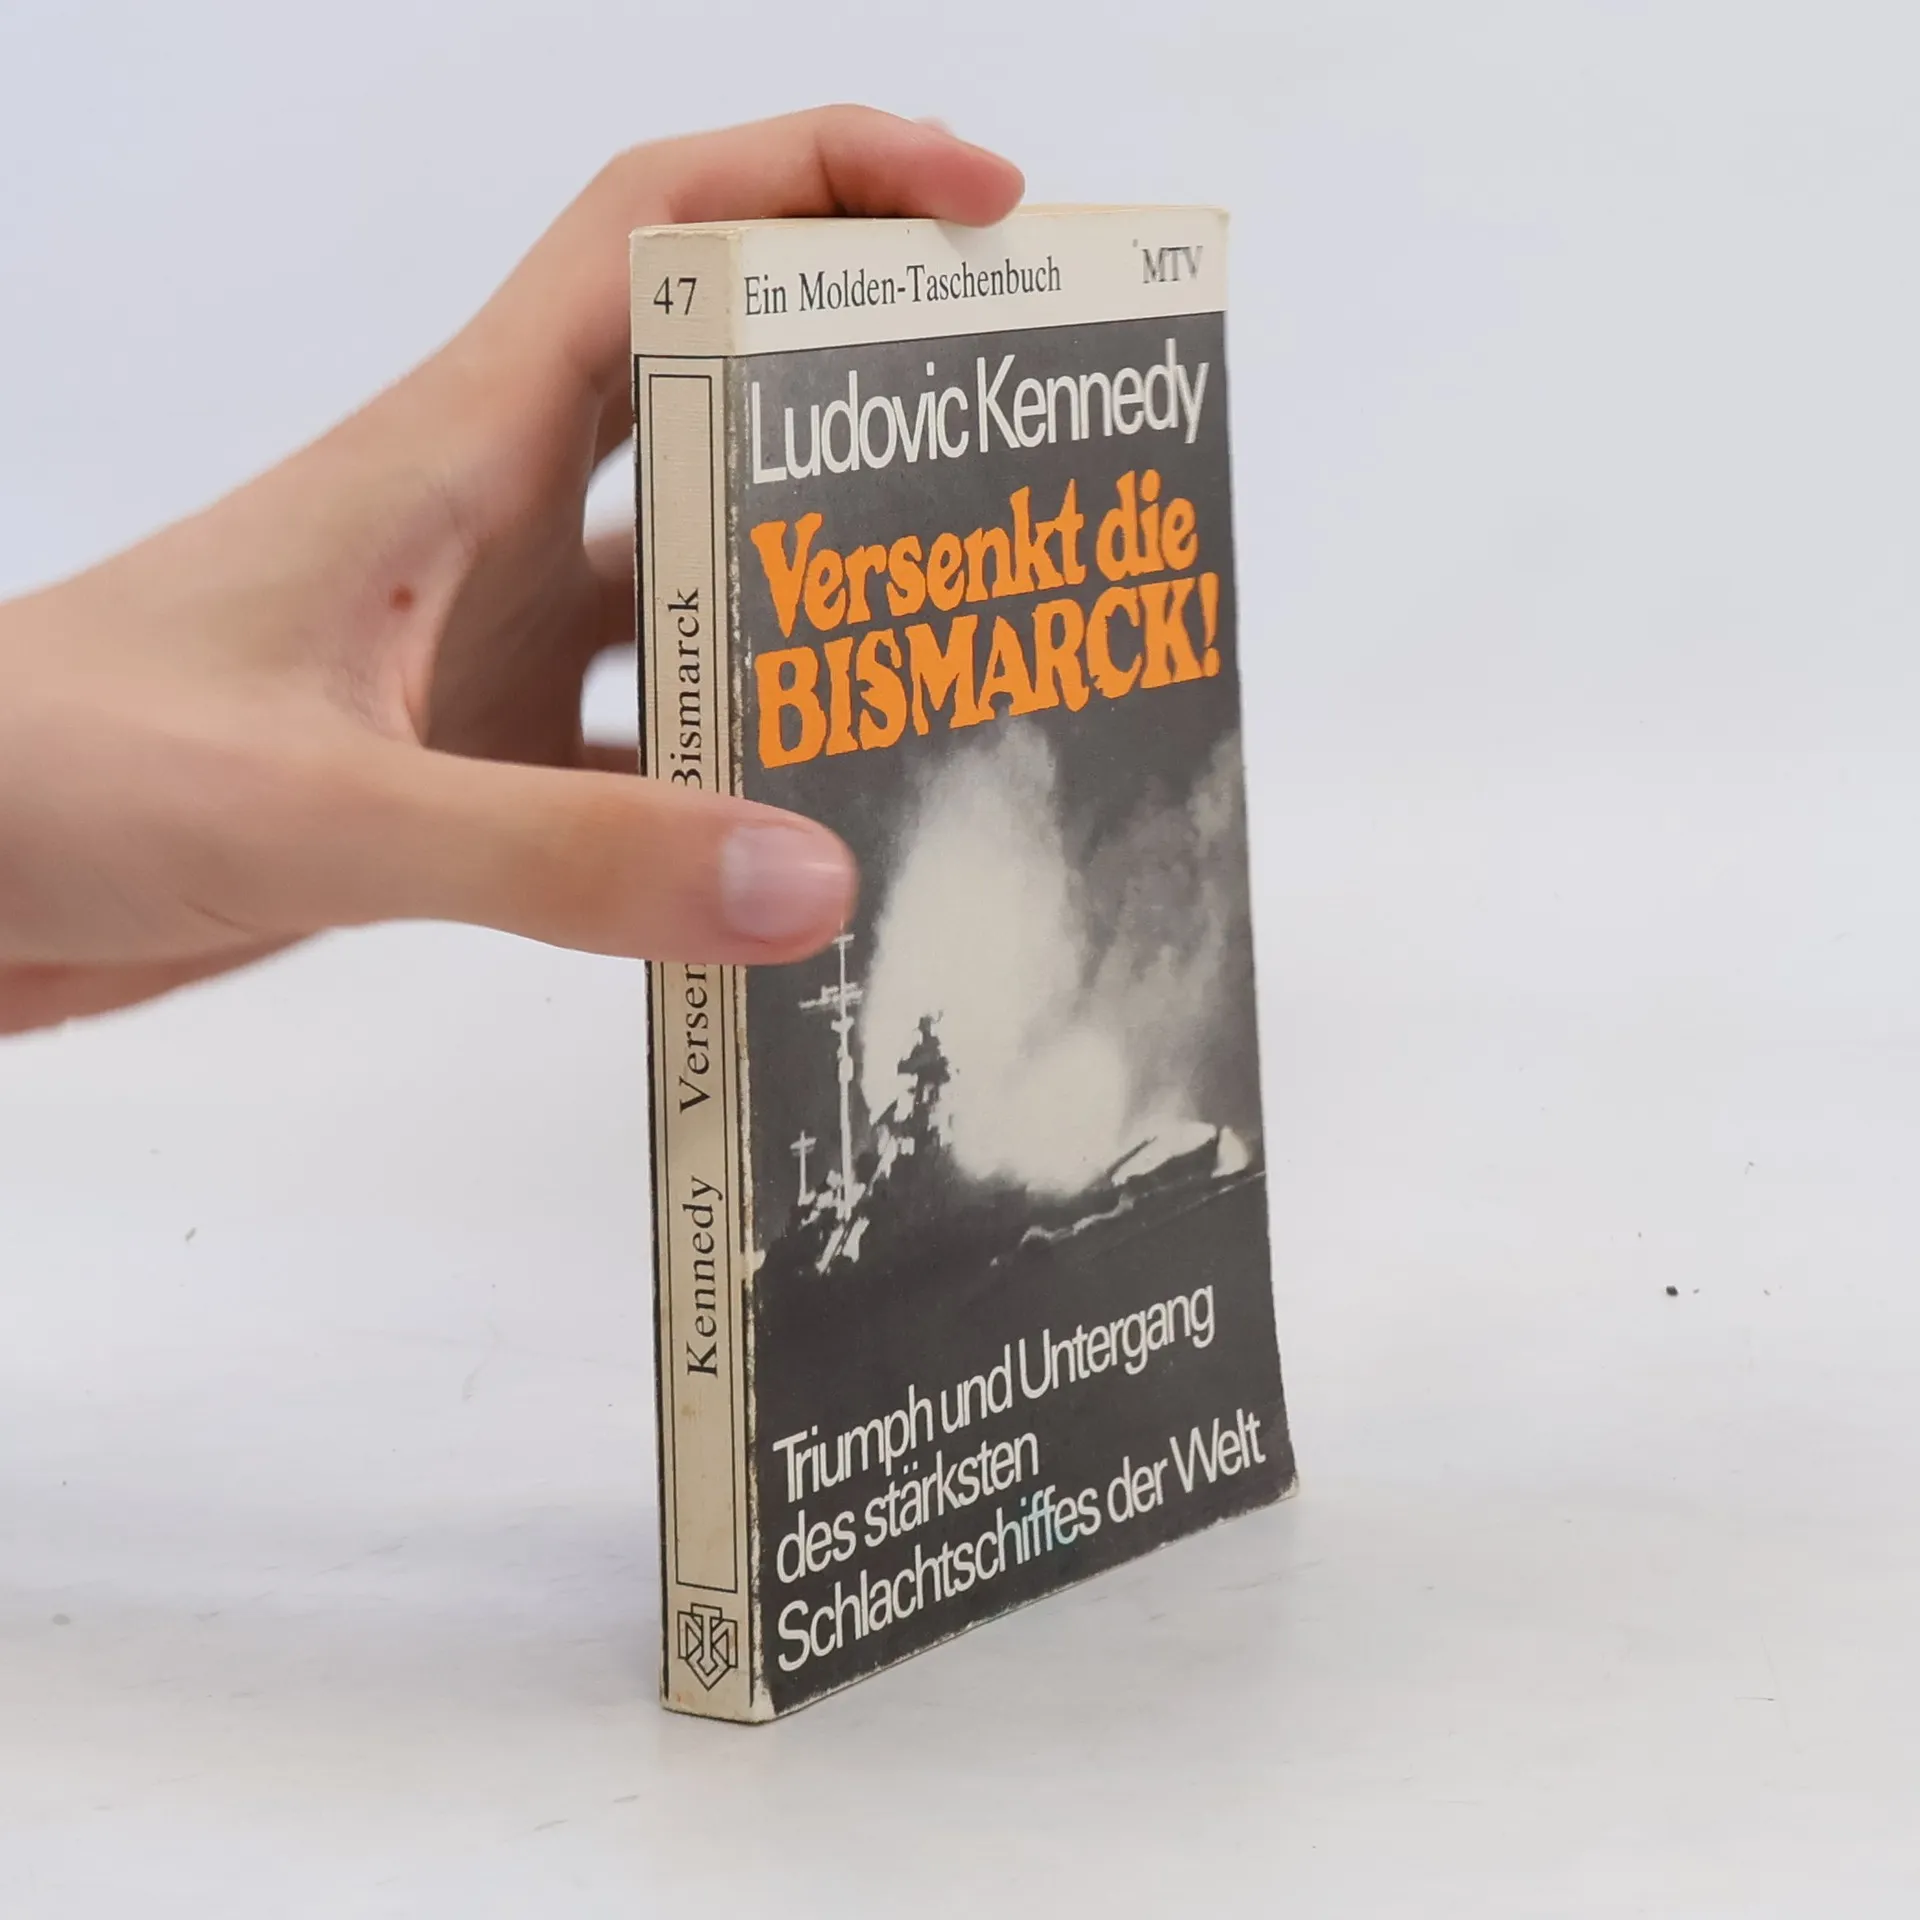 47
Ein Molden-Taschenbuch
MTV
Ludovic Kennedy
Versenkt die
BISMARCK!
Triumph und Untergang
des stärksten
Schlachtschiffes der Welt
Kennedy Bismarck